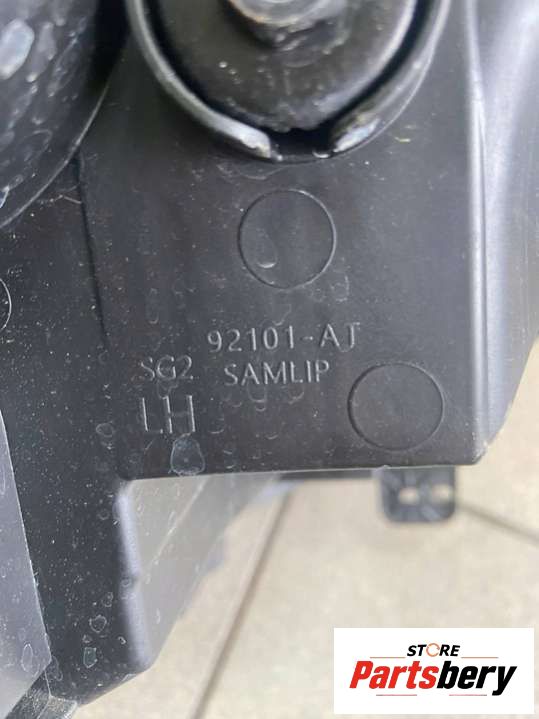 92101-AT
SG2 SAMLIP
LH
STORE
Partsbery